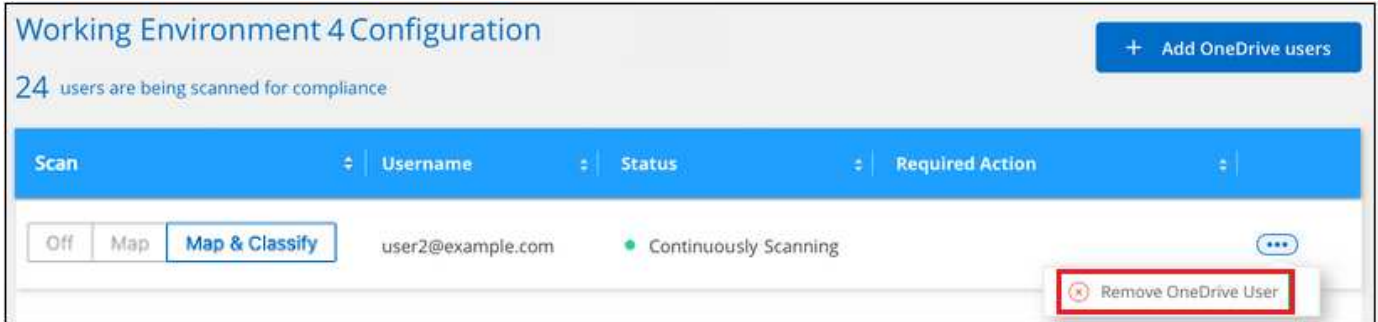 Working Environment 4 Configuration
+ Add OneDrive users
24 users are being scanned for compliance
Scan Username Status Required Action
Off Map Map & Classify user2@example.com Continuously Scanning
Remove OneDrive User